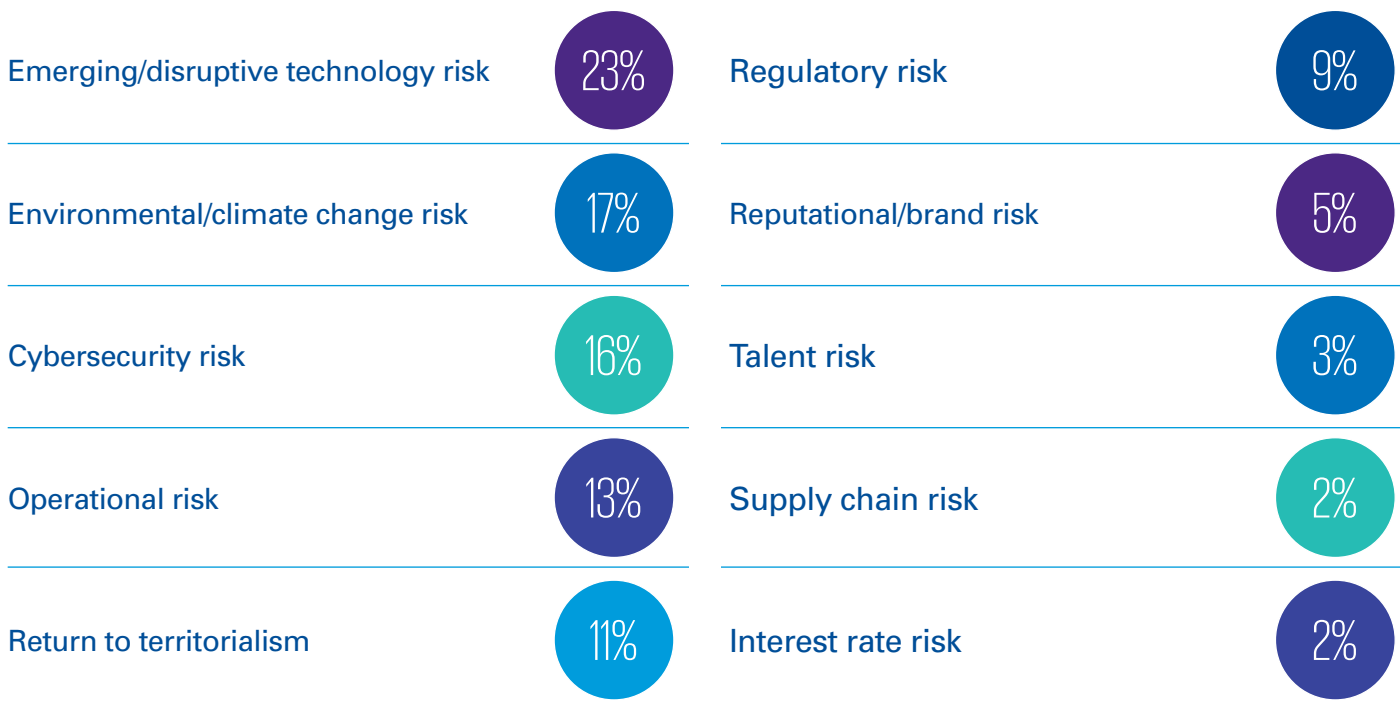 Emerging/disruptive technology risk
23%
Environmental/climate change risk
17%
Cybersecurity risk
16%
Operational risk
13%
Return to territorialism
11%
Regulatory risk
9%
Reputational/brand risk
5%
Talent risk
3%
Supply chain risk
2%
Interest rate risk
2%